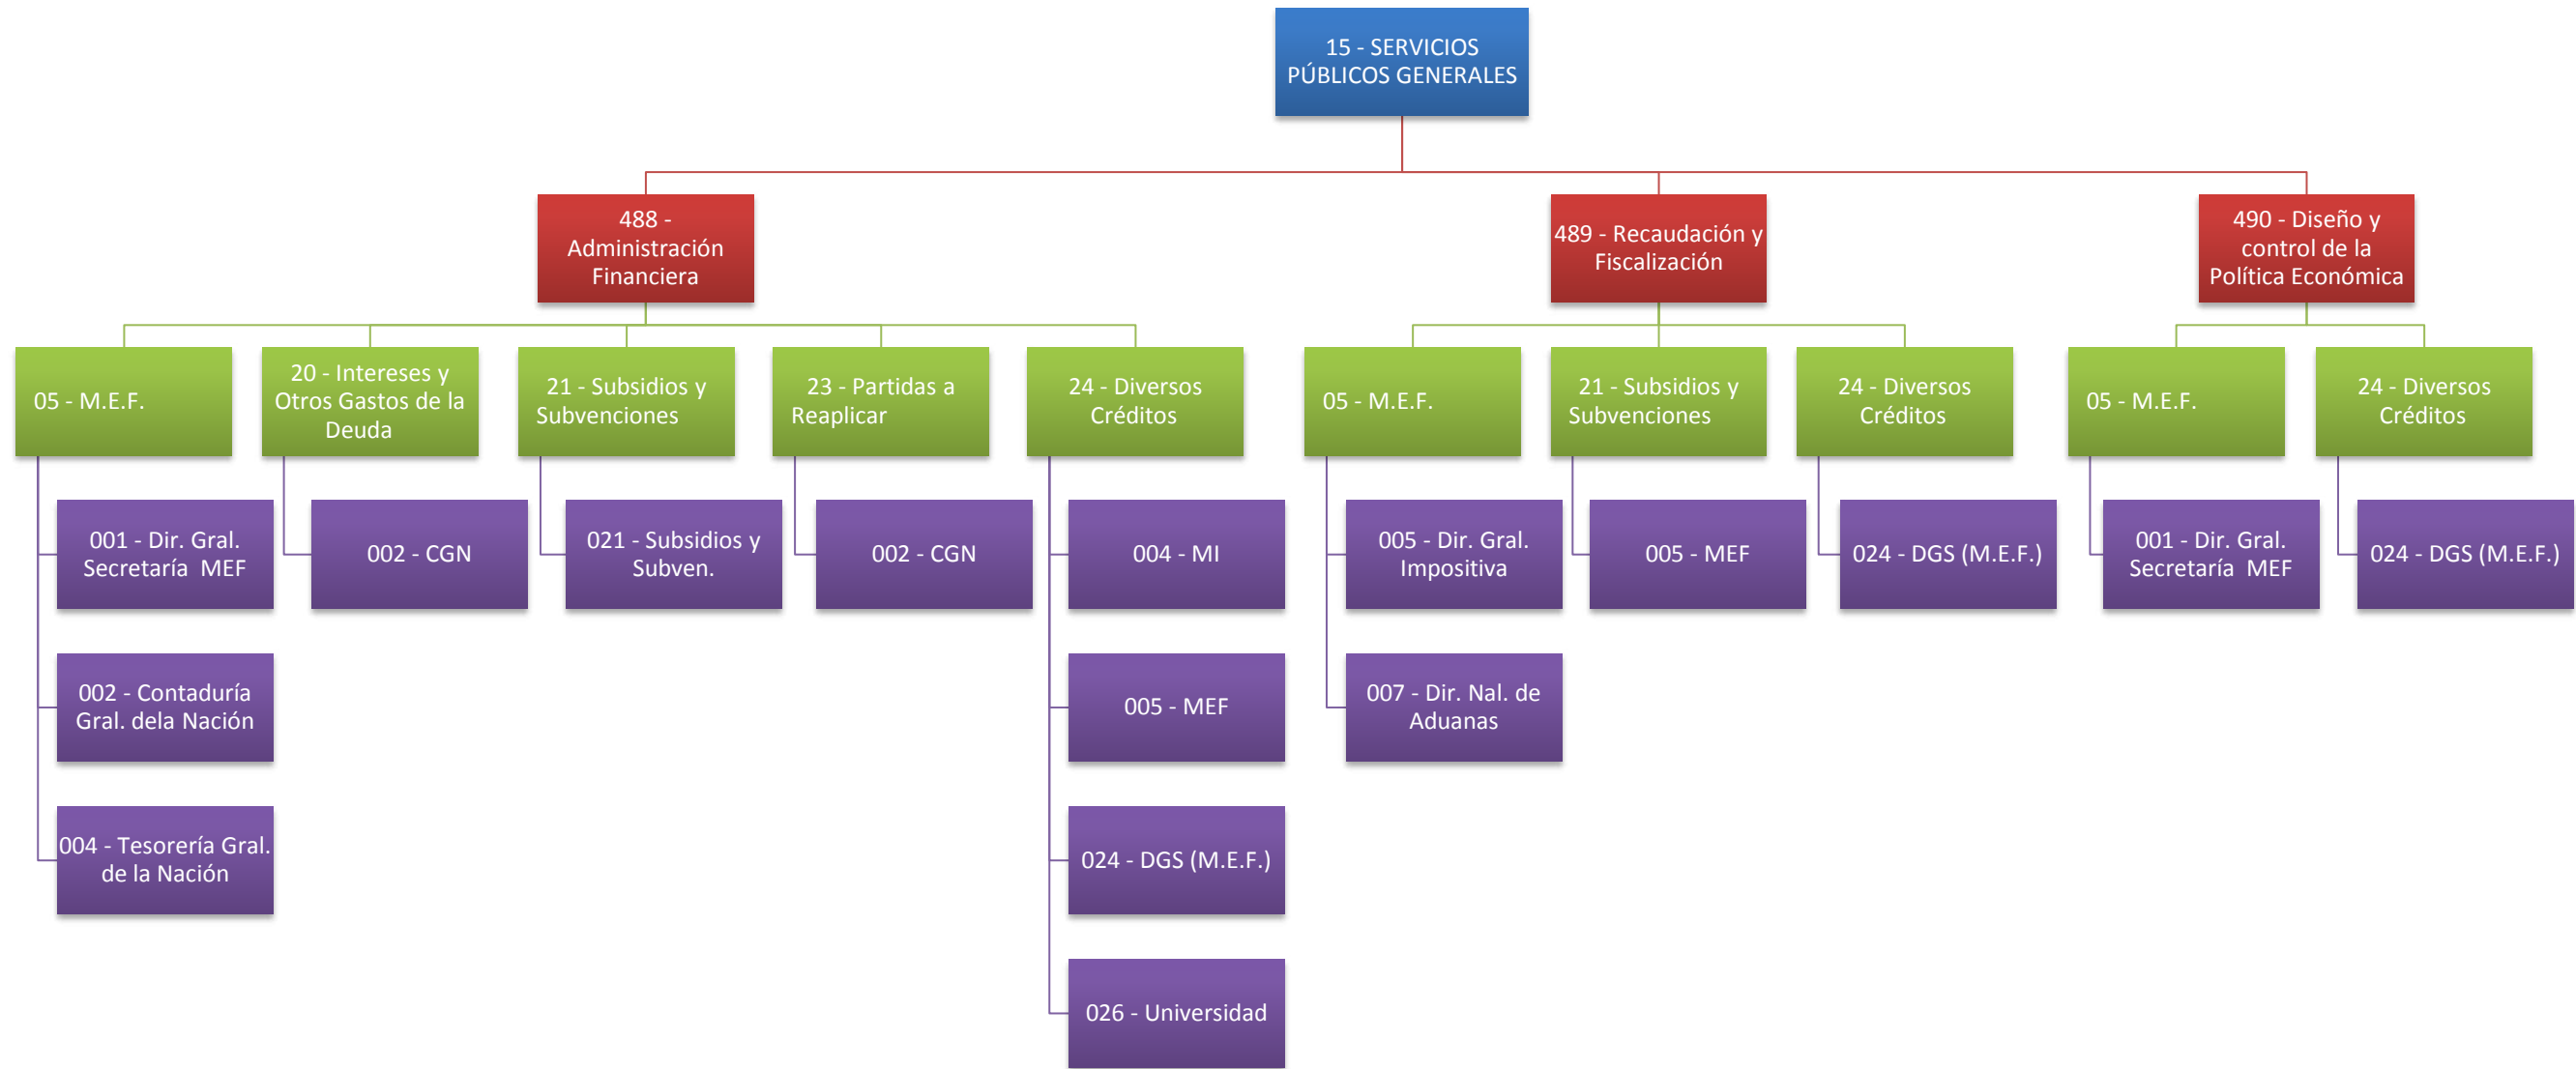 15 - SERVICIOS
PÚBLICOS GENERALES
488 -
Administración
Financiera
489 - Recaudación y
Fiscalización
490 - Diseño y
control de la
Política Económica
05 - M.E.F.
20 - Intereses y
Otros Gastos de la
Deuda
21 - Subsidios y
Subvenciones
23 - Partidas a
Reaplicar
24 - Diversos
Créditos
05 - M.E.F.
21 - Subsidios y
Subvenciones
24 - Diversos
Créditos
05 - M.E.F.
24 - Diversos
Créditos
001 - Dir. Gral.
Secretaría MEF
002 - CGN
021 - Subsidios y
Subven.
002 - CGN
004 - MI
005 - Dir. Gral.
Impositiva
005 - MEF
024 - DGS (M.E.F.)
001 - Dir. Gral.
Secretaría MEF
024 - DGS (M.E.F.)
002 - Contaduría
Gral. dela Nación
005 - MEF
007 - Dir. Nal. de
Aduanas
004 - Tesorería Gral.
de la Nación
024 - DGS (M.E.F.)
026 - Universidad